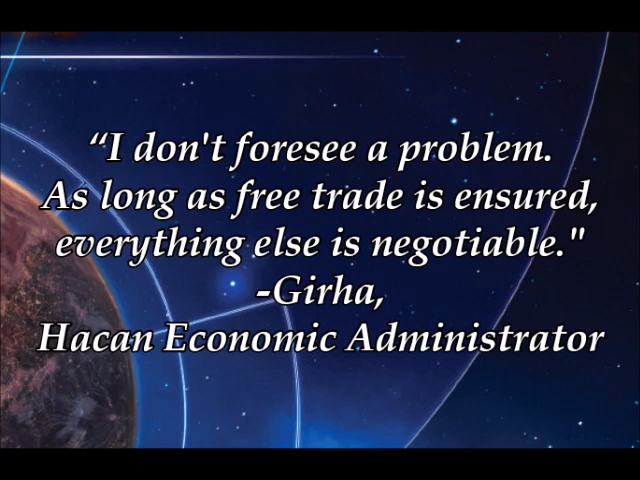 “I don't foresee a problem.
As long as free trade is ensured,
everything else is negotiable."
-Girha,
Hacan Economic Administrator